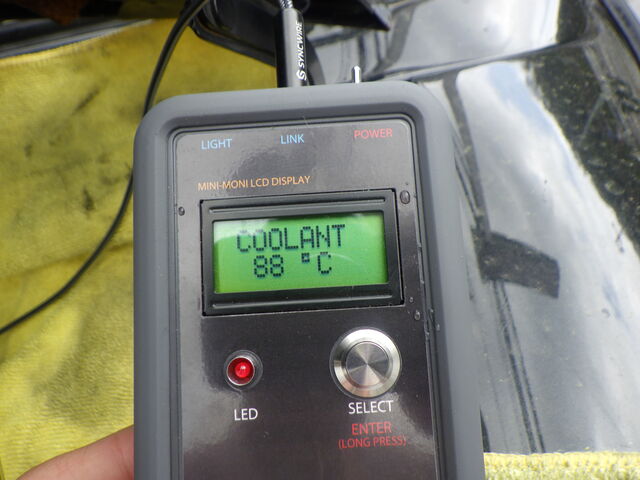 SYNCWIRE
LIGHT LINK POWER
MINI-MONI LCD DISPLAY
COOLANT
88 °C
LED
SELECT
ENTER
(LONG PRESS)